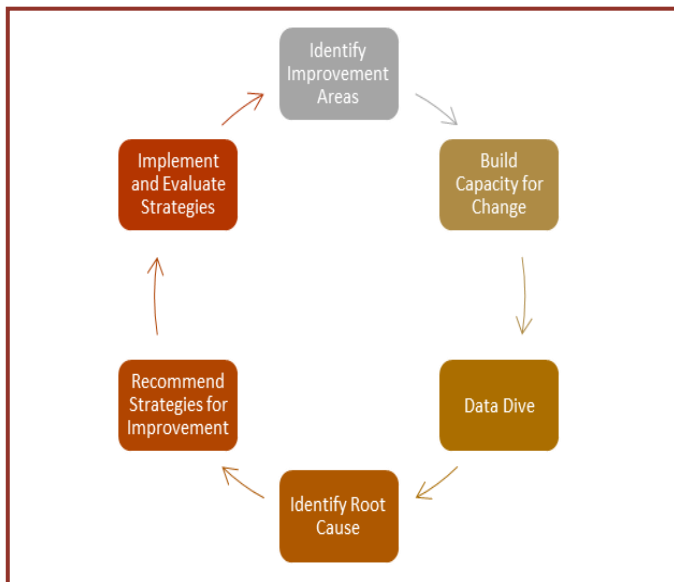 Identify
Improvement
Areas
Build
Capacity for
Change
Data Dive
Identify Root
Cause
Recommend
Strategies for
Improvement
Implement
and Evaluate
Strategies